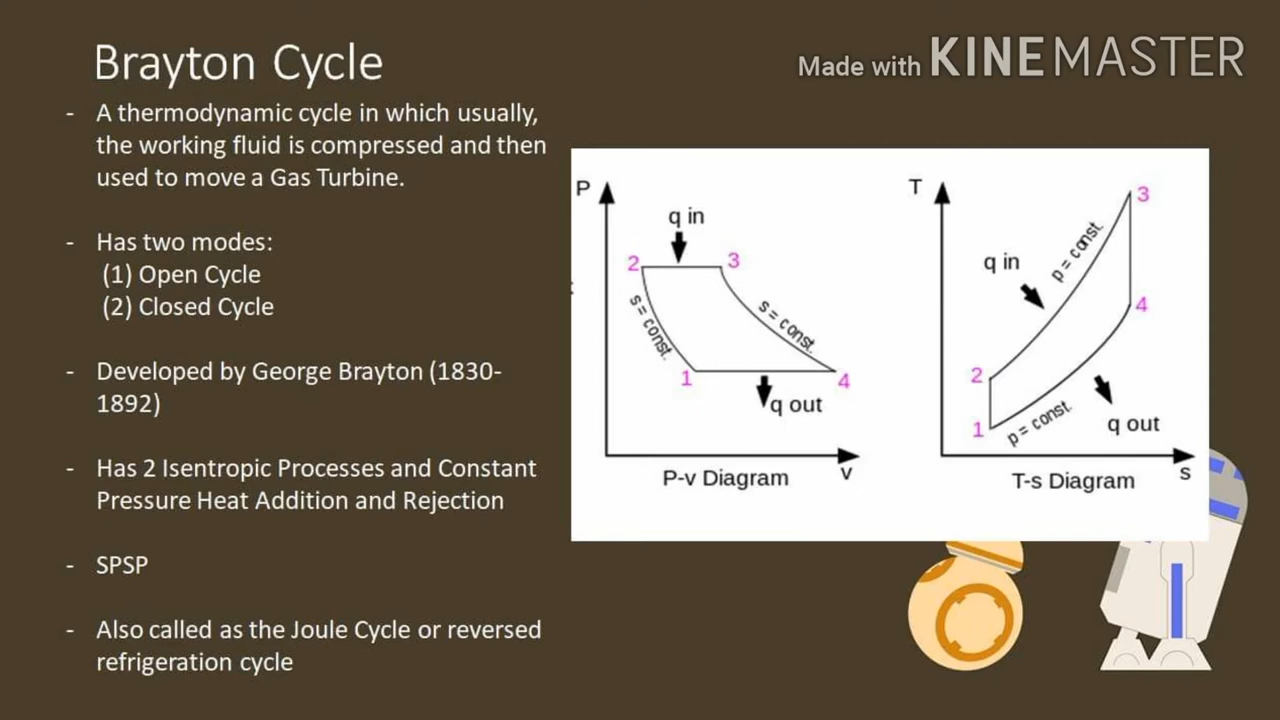 Brayton Cycle
Made with KINEMASTER
- A thermodynamic cycle in which usually,
the working fluid is compressed and then
used to move a Gas Turbine.
- Has two modes:
(1) Open Cycle
(2) Closed Cycle
- Developed by George Brayton (1830-
1892)
- Has 2 Isentropic Processes and Constant
Pressure Heat Addition and Rejection
- SPSP
- Also called as the Joule Cycle or reversed
refrigeration cycle
P
q in
2
3
s = const.
s = const.
1
4
q out
v
P-v Diagram
T
3
q in
p = const.
4
2
1
p = const.
q out
s
T-s Diagram